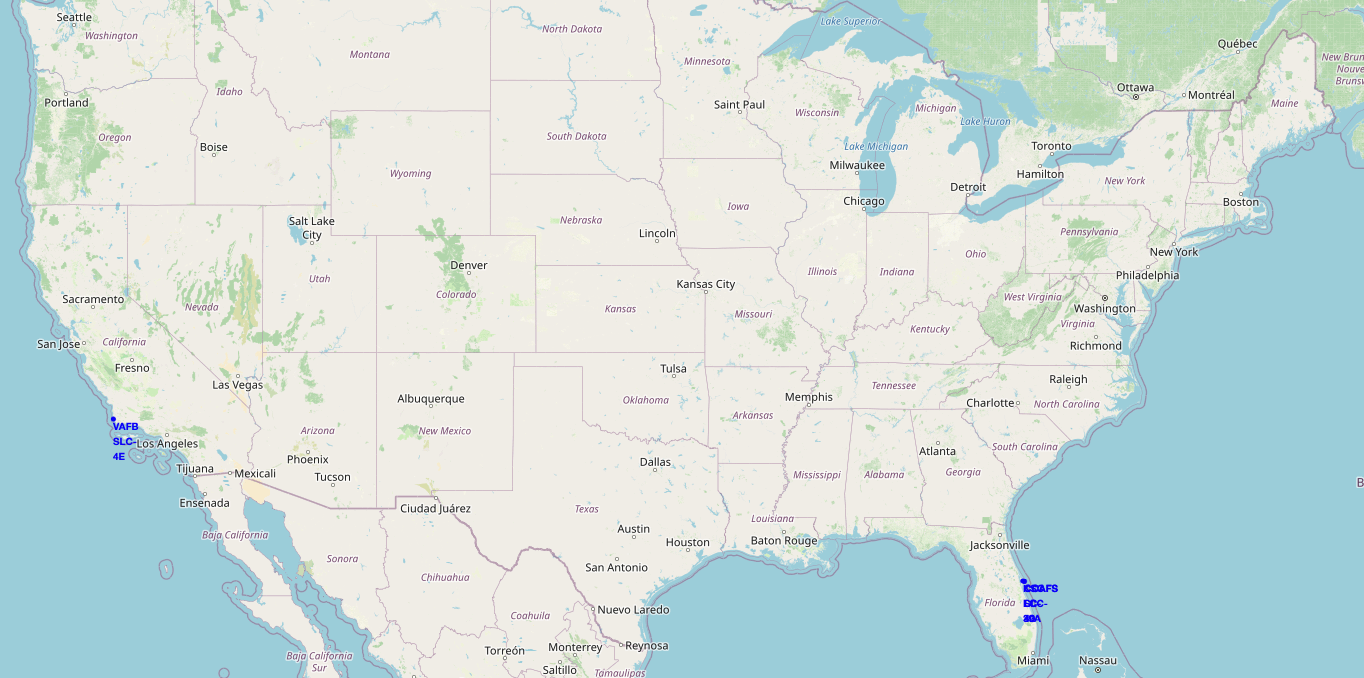 Seattle
Washington
Montana
North Dakota
Minnesota
Lake Superior
Québec
Ottawa
Montréal
Maine
Portland
Idaho
Oregon
Boise
South Dakota
Saint Paul
Wisconsin
Michigan
Lake Huron
Lake Michigan
Toronto
Milwaukee
Hamilton
Wyoming
Detroit
New York
Chicago
Boston
Salt Lake
City
Nebraska
Iowa
Lincoln
Pennsylvania
New York
Denver
Utah
Illinois
Indiana
Ohio
Philadelphia
Sacramento
Nevada
Colorado
Kansas City
Kansas
Missouri
West Virginia
Washington
Virginia
San Jose
California
Kentucky
Richmond
Fresno
Las Vegas
Tulsa
Raleigh
Tennessee
Albuquerque
Oklahoma
Memphis
Charlotte
North Carolina
Arkansas
VAFB
SLC-
4E
Los Angeles
Arizona
New Mexico
South Carolina
Phoenix
Dallas
Atlanta
Tijuana
Mexicali
Tucson
Mississippi
Alabama
Georgia
Ensenada
Ciudad Juárez
Texas
Louisiana
Baja California
Austin
Houston
Baton Rouge
Jacksonville
Sonora
San Antonio
Chihuahua
Florida
Coahuila
Nuevo Laredo
Monterrey
Reynosa
Torreón
Saltillo
Tamaulipas
Baja California
Sur
Miami
Nassau